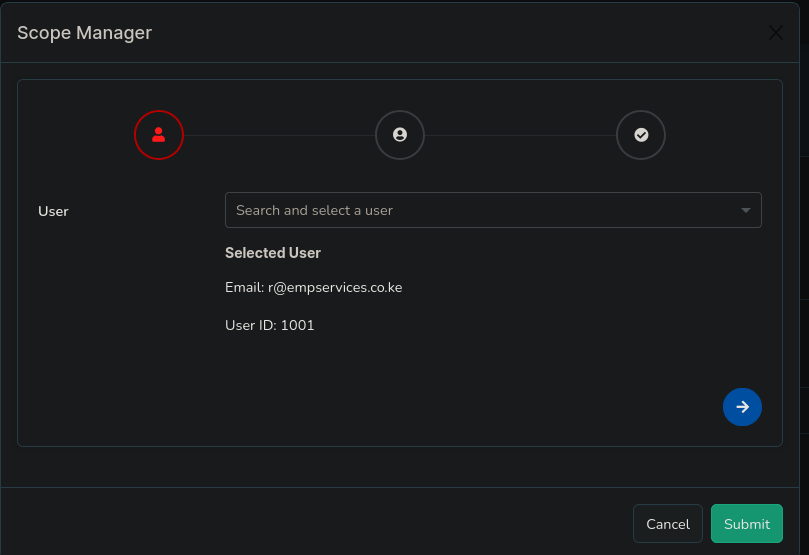 Scope Manager
User
Search and select a user
Selected User
Email: r@empservices.co.ke
User ID: 1001
Cancel
Submit